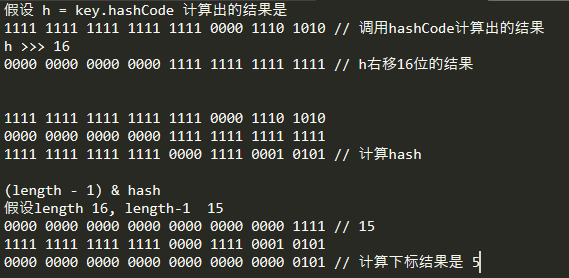 假设 h = key.hashCode 计算出的结果是
1111 1111 1111 1111 1111 0000 1110 1010 // 调用hashCode计算出的结果
h >>> 16
0000 0000 0000 0000 1111 1111 1111 1111 // h右移16位的结果
1111 1111 1111 1111 1111 0000 1110 1010
0000 0000 0000 0000 1111 1111 1111 1111
1111 1111 1111 1111 0000 1111 0001 0101 // 计算hash
(length - 1) & hash
假设length 16, length-1  15
0000 0000 0000 0000 0000 0000 0000 1111 // 15
1111 1111 1111 1111 0000 1111 0001 0101
0000 0000 0000 0000 0000 0000 0000 0101 // 计算下标结果是 5